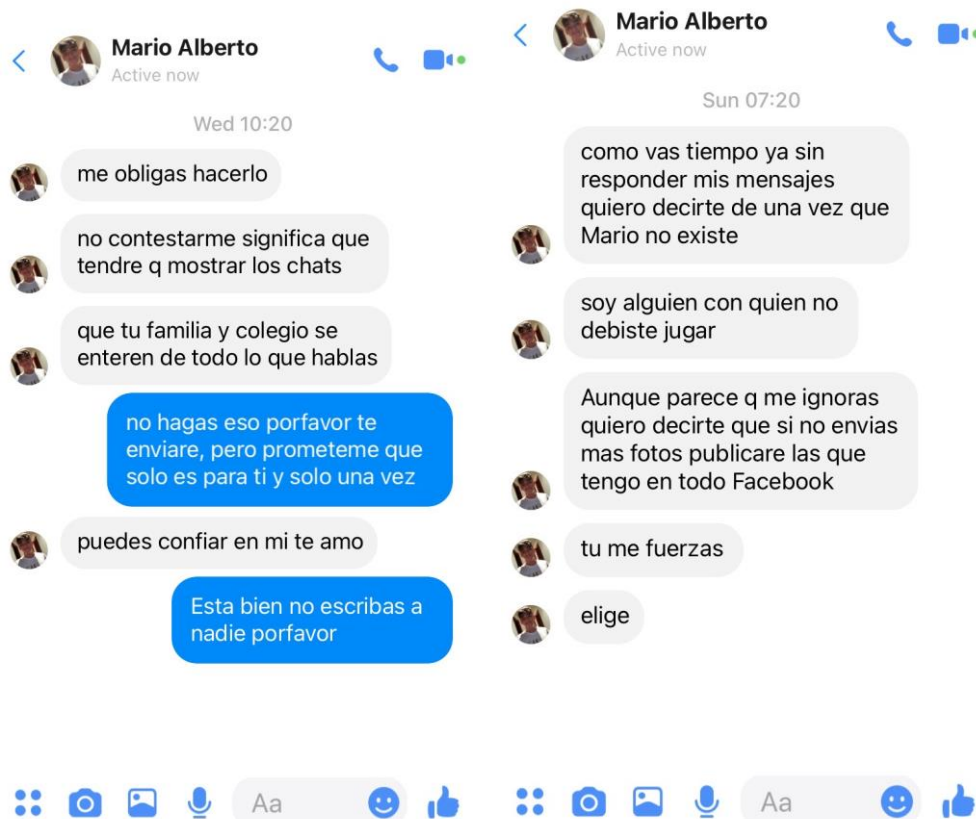 Mario Alberto
Active now
Wed 10:20
me obligas hacerlo
no contestarme significa que
tendre q mostrar los chats
que tu familia y colegio se
enteren de todo lo que hablas
no hagas eso porfavor te
enviare, pero prometeme que
solo es para ti y solo una vez
puedes confiar en mi te amo
Esta bien no escribas a
nadie porfavor
Aa
Mario Alberto
Active now
Sun 07:20
como vas tiempo ya sin
responder mis mensajes
quiero decirte de una vez que
Mario no existe
soy alguien con quien no
debiste jugar
Aunque parece q me ignoras
quiero decirte que si no envias
mas fotos publicare las que
tengo en todo Facebook
tu me fuerzas
elige
Aa